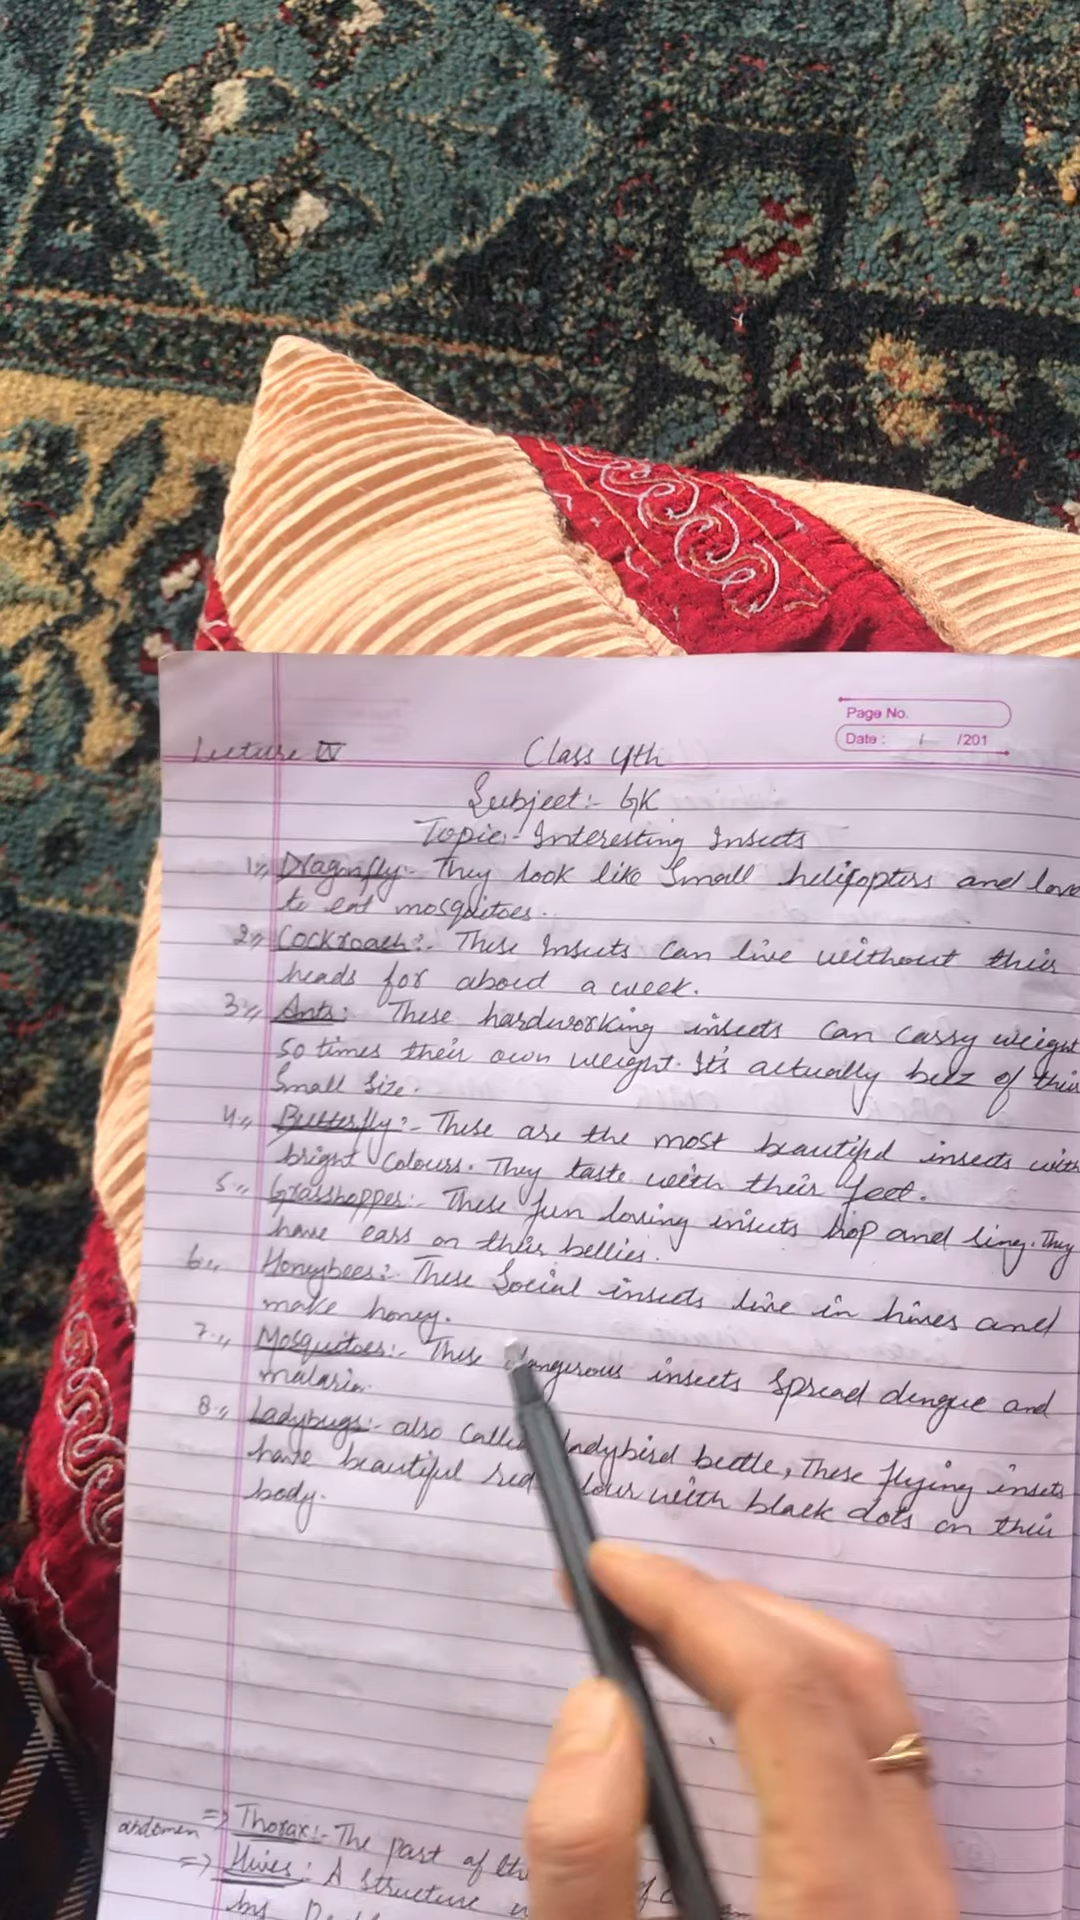 Page No.
Date : / /201
Lecture IV Class 4th
Subject:- GK
Topic:- Interesting Insects
1., Dragonfly:- They look like small helicopters and love
to eat mosquitoes.
2., Cockroach:- These insects can live without their
heads for about a week.
3., Ants: These hardworking insects can carry weight
50 times their own weight. It's actually bcz of their
small size.
4., Butterfly:- These are the most beautiful insects with
bright colours. They taste with their feet.
5., Grasshopper:- These fun loving insects hop and sing. They
have ears on their bellies.
6., Honeybees:- These social insects live in hives and
make honey.
7., Mosquitoes:- These dangerous insects spread dengue and
malaria.
8., Ladybugs:- also called ladybird beetle, These flying insets
have beautiful red colour with black dots on their
body.
=> Thorax:- The part of the of
abdomen
=> Hives: A structure